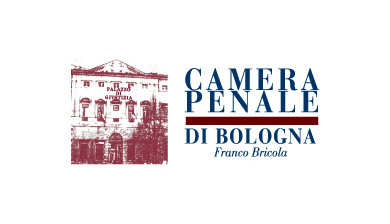 PALAZZO
DI
GIUSTIZIA
CAMERA
PENALE
DI BOLOGNA
Franco Bricola